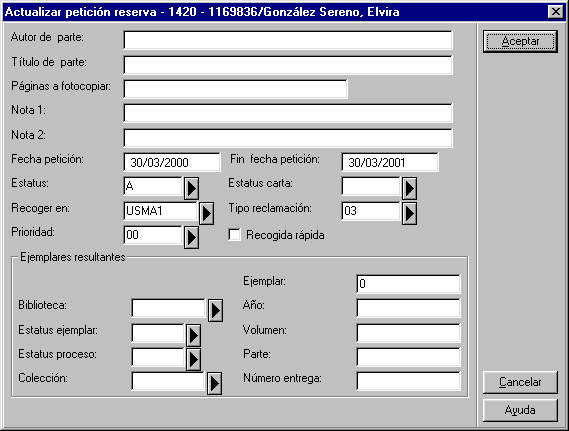 Actualizar petición reserva - 1420 - 1169836/González Sereno, Elvira
Autor de parte:
Aceptar
Título de parte:
Páginas a fotocopiar:
Nota 1:
Nota 2:
Fecha petición: 30/03/2000 Fin fecha petición: 30/03/2001
Estatus: A Estatus carta:
Recoger en: USMA1 Tipo reclamación: 03
Prioridad: 00 Recogida rápida
Ejemplares resultantes
Ejemplar: 0
Biblioteca: Año:
Estatus ejemplar: Volumen:
Estatus proceso: Parte:
Colección: Número entrega:
Cancelar
Ayuda